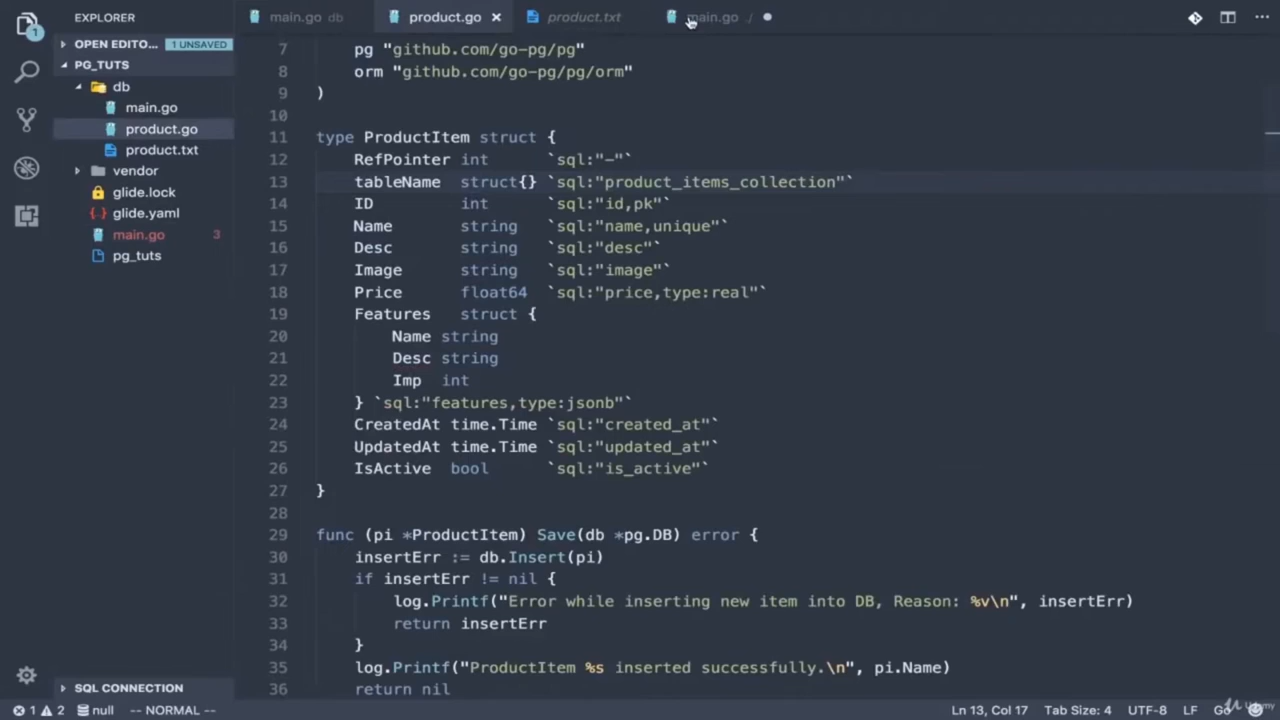 main.go db
product.go ×
product.txt
main.go ./
EXPLORER
OPEN EDITO... 1 UNSAVED
PG_TUTS
db
main.go
product.go
product.txt
vendor
glide.lock
glide.yaml
main.go 3
pg_tuts
SQL CONNECTION
1
7 pg "github.com/go-pg/pg"
8 orm "github.com/go-pg/pg/orm"
9 )
10
11 type ProductItem struct {
12 RefPointer int `sql:"-"`
13 tableName struct{} `sql:"product_items_collection"`
14 ID int `sql:"id,pk"`
15 Name string `sql:"name,unique"`
16 Desc string `sql:"desc"`
17 Image string `sql:"image"`
18 Price float64 `sql:"price,type:real"`
19 Features struct {
20 Name string
21 Desc string
22 Imp int
23 } `sql:"features,type:jsonb"`
24 CreatedAt time.Time `sql:"created_at"`
25 UpdatedAt time.Time `sql:"updated_at"`
26 IsActive bool `sql:"is_active"`
27 }
28
29 func (pi *ProductItem) Save(db *pg.DB) error {
30 insertErr := db.Insert(pi)
31 if insertErr != nil {
32 log.Printf("Error while inserting new item into DB, Reason: %v\n", insertErr)
33 return insertErr
34 }
35 log.Printf("ProductItem %s inserted successfully.\n", pi.Name)
36 return nil
1 2 null -- NORMAL --
Ln 13, Col 17 Tab Size: 4 UTF-8 LF Go
Udemy